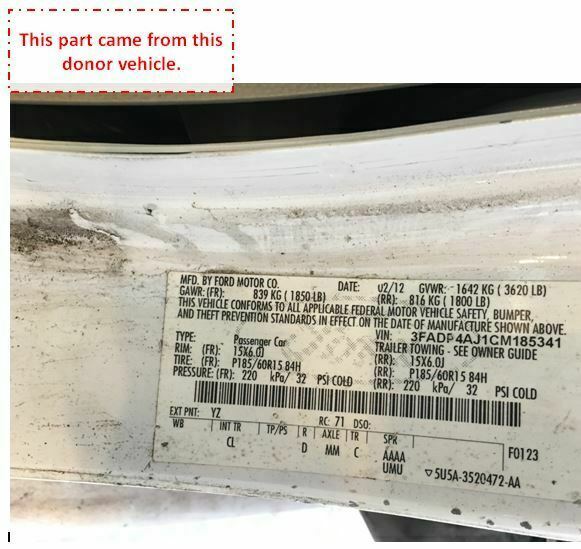 This part came from this
donor vehicle.
MFD. BY FORD MOTOR CO.
DATE: 02/12 GVWR: 1642 KG ( 3620 LB)
GAWR: (FR): 839 KG ( 1850 LB) (RR): 816 KG ( 1800 LB)
THIS VEHICLE CONFORMS TO ALL APPLICABLE FEDERAL MOTOR VEHICLE SAFETY, BUMPER,
AND THEFT PREVENTION STANDARDS IN EFFECT ON THE DATE OF MANUFACTURE SHOWN ABOVE.
VIN: 3FADP4AJ1CM185341
TYPE: Passenger Car TRAILER TOWING - SEE OWNER GUIDE
RIM: (FR): 15X6.0J (RR): 15X6.0J
TIRE: (FR): P185/60R15 84H (RR): P185/60R15 84H
PRESSURE: (FR): 220 kPa/ 32 PSI COLD (RR): 220 kPa/ 32 PSI COLD
EXT PNT: YZ RC: 71 DSO:
WB INT TR TP/PS R AXLE TR SPR F0123
CL D MM C AAAA
UMU ▽5U5A-3520472-AA